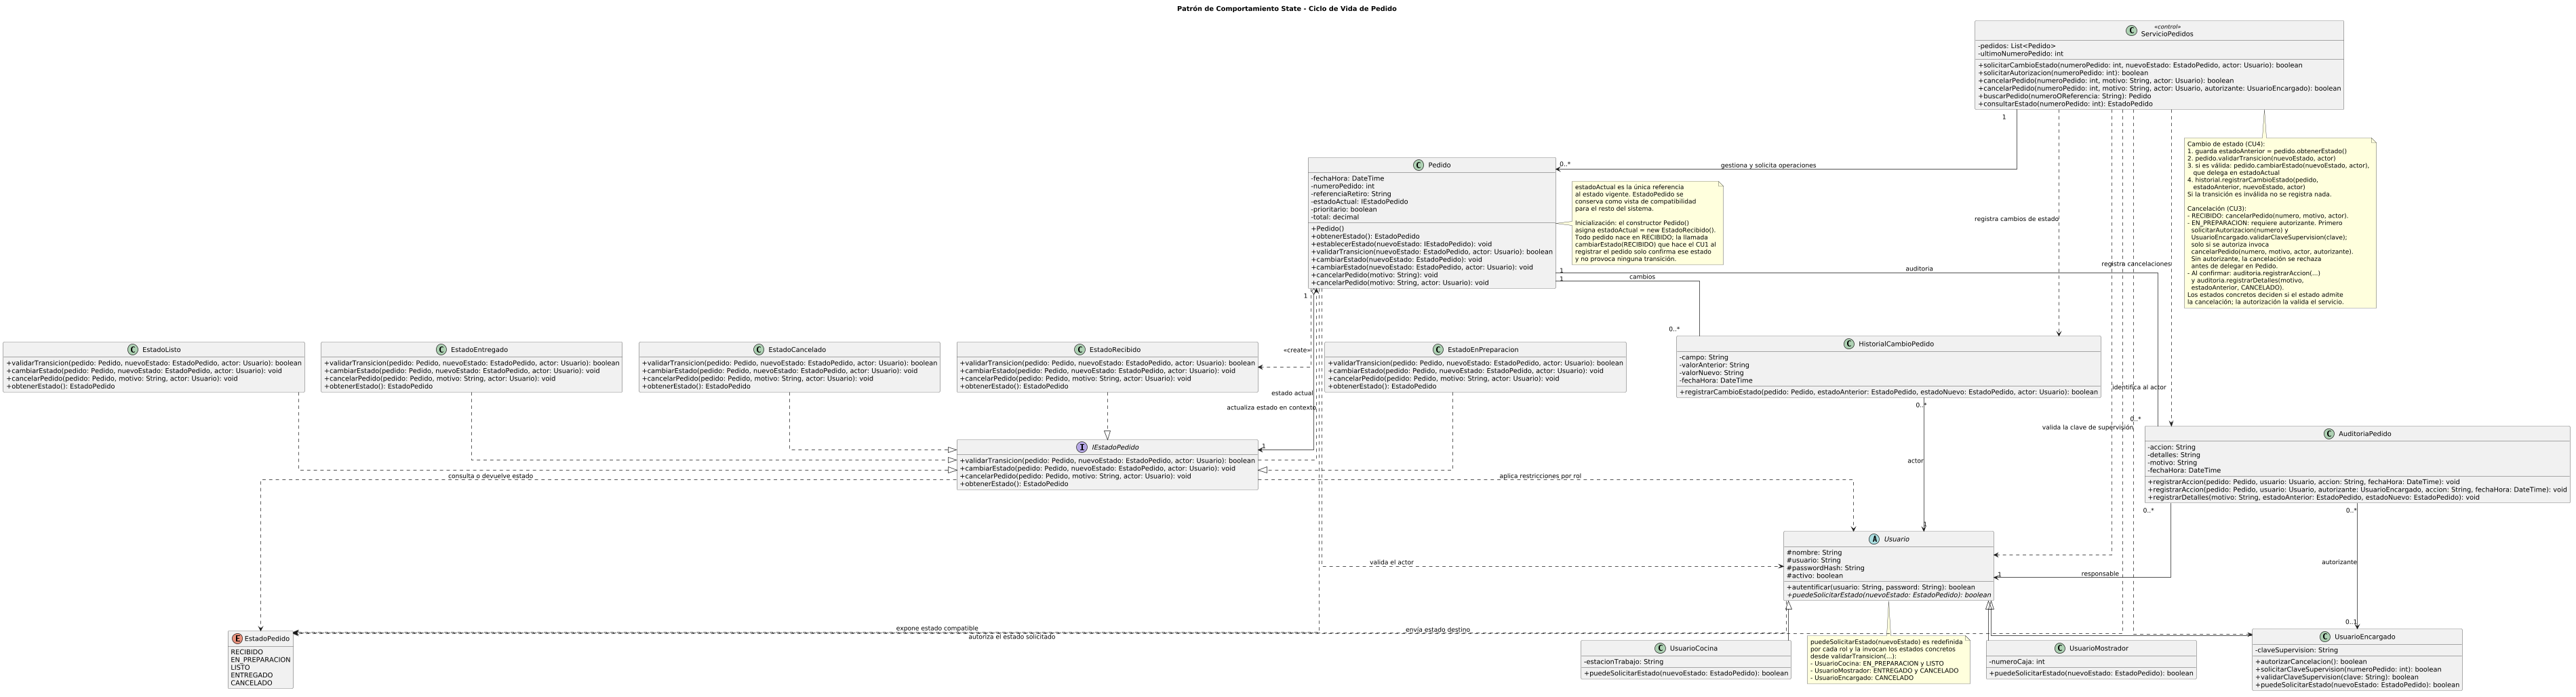 Patrón de Comportamiento State - Ciclo de Vida de Pedido
«control»
ServicioPedidos
-pedidos: List<Pedido>
-ultimoNumeroPedido: int
+solicitarCambioEstado(numeroPedido: int, nuevoEstado: EstadoPedido, actor: Usuario): boolean
+solicitarAutorizacion(numeroPedido: int): boolean
+cancelarPedido(numeroPedido: int, motivo: String, actor: Usuario): boolean
+cancelarPedido(numeroPedido: int, motivo: String, actor: Usuario, autorizante: UsuarioEncargado): boolean
+buscarPedido(numeroOReferencia: String): Pedido
+consultarEstado(numeroPedido: int): EstadoPedido
1
0..*
gestiona y solicita operaciones
Cambio de estado (CU4):
1. guarda estadoAnterior = pedido.obtenerEstado()
2. pedido.validarTransicion(nuevoEstado, actor)
3. si es válida: pedido.cambiarEstado(nuevoEstado, actor),
que delega en estadoActual
4. historial.registrarCambioEstado(pedido,
estadoAnterior, nuevoEstado, actor)
Si la transición es inválida no se registra nada.
Cancelación (CU3):
- RECIBIDO: cancelarPedido(numero, motivo, actor).
- EN_PREPARACION: requiere autorizante. Primero
solicitarAutorizacion(numero) y
UsuarioEncargado.validarClaveSupervision(clave);
solo si se autoriza invoca
cancelarPedido(numero, motivo, actor, autorizante).
Sin autorizante, la cancelación se rechaza
antes de delegar en Pedido.
- Al confirmar: auditoria.registrarAccion(...)
y auditoria.registrarDetalles(motivo,
estadoAnterior, CANCELADO).
Los estados concretos deciden si el estado admite
la cancelación; la autorización la valida el servicio.
Pedido
-fechaHora: DateTime
-numeroPedido: int
-referenciaRetiro: String
-estadoActual: IEstadoPedido
-prioritario: boolean
-total: decimal
+Pedido()
+obtenerEstado(): EstadoPedido
+establecerEstado(nuevoEstado: IEstadoPedido): void
+validarTransicion(nuevoEstado: EstadoPedido, actor: Usuario): boolean
+cambiarEstado(nuevoEstado: EstadoPedido): void
+cambiarEstado(nuevoEstado: EstadoPedido, actor: Usuario): void
+cancelarPedido(motivo: String): void
+cancelarPedido(motivo: String, actor: Usuario): void
estadoActual es la única referencia
al estado vigente. EstadoPedido se
conserva como vista de compatibilidad
para el resto del sistema.
Inicialización: el constructor Pedido()
asigna estadoActual = new EstadoRecibido().
Todo pedido nace en RECIBIDO; la llamada
cambiarEstado(RECIBIDO) que hace el CU1 al
registrar el pedido solo confirma ese estado
y no provoca ninguna transición.
registra cambios de estado
registra cancelaciones
1
auditoria
1
cambios
1
0..*
«create»
EstadoListo
+validarTransicion(pedido: Pedido, nuevoEstado: EstadoPedido, actor: Usuario): boolean
+cambiarEstado(pedido: Pedido, nuevoEstado: EstadoPedido, actor: Usuario): void
+cancelarPedido(pedido: Pedido, motivo: String, actor: Usuario): void
+obtenerEstado(): EstadoPedido
EstadoEntregado
+validarTransicion(pedido: Pedido, nuevoEstado: EstadoPedido, actor: Usuario): boolean
+cambiarEstado(pedido: Pedido, nuevoEstado: EstadoPedido, actor: Usuario): void
+cancelarPedido(pedido: Pedido, motivo: String, actor: Usuario): void
+obtenerEstado(): EstadoPedido
EstadoCancelado
+validarTransicion(pedido: Pedido, nuevoEstado: EstadoPedido, actor: Usuario): boolean
+cambiarEstado(pedido: Pedido, nuevoEstado: EstadoPedido, actor: Usuario): void
+cancelarPedido(pedido: Pedido, motivo: String, actor: Usuario): void
+obtenerEstado(): EstadoPedido
EstadoRecibido
+validarTransicion(pedido: Pedido, nuevoEstado: EstadoPedido, actor: Usuario): boolean
+cambiarEstado(pedido: Pedido, nuevoEstado: EstadoPedido, actor: Usuario): void
+cancelarPedido(pedido: Pedido, motivo: String, actor: Usuario): void
+obtenerEstado(): EstadoPedido
EstadoEnPreparacion
+validarTransicion(pedido: Pedido, nuevoEstado: EstadoPedido, actor: Usuario): boolean
+cambiarEstado(pedido: Pedido, nuevoEstado: EstadoPedido, actor: Usuario): void
+cancelarPedido(pedido: Pedido, motivo: String, actor: Usuario): void
+obtenerEstado(): EstadoPedido
HistorialCambioPedido
-campo: String
-valorAnterior: String
-valorNuevo: String
-fechaHora: DateTime
+registrarCambioEstado(pedido: Pedido, estadoAnterior: EstadoPedido, estadoNuevo: EstadoPedido, actor: Usuario): boolean
estado actual
actualiza estado en contexto
identifica al actor
0..*
0..*
valida la clave de supervisión
AuditoriaPedido
-accion: String
-detalles: String
-motivo: String
-fechaHora: DateTime
+registrarAccion(pedido: Pedido, usuario: Usuario, accion: String, fechaHora: DateTime): void
+registrarAccion(pedido: Pedido, usuario: Usuario, autorizante: UsuarioEncargado, accion: String, fechaHora: DateTime): void
+registrarDetalles(motivo: String, estadoAnterior: EstadoPedido, estadoNuevo: EstadoPedido): void
IEstadoPedido
+validarTransicion(pedido: Pedido, nuevoEstado: EstadoPedido, actor: Usuario): boolean
+cambiarEstado(pedido: Pedido, nuevoEstado: EstadoPedido, actor: Usuario): void
+cancelarPedido(pedido: Pedido, motivo: String, actor: Usuario): void
+obtenerEstado(): EstadoPedido
1
actor
consulta o devuelve estado
aplica restricciones por rol
0..*
0..*
1
Usuario
#nombre: String
#usuario: String
#passwordHash: String
#activo: boolean
+autentificar(usuario: String, password: String): boolean
+puedeSolicitarEstado(nuevoEstado: EstadoPedido): boolean
valida el actor
autorizante
1
responsable
0..1
expone estado compatible
autoriza el estado solicitado
envía estado destino
EstadoPedido
RECIBIDO
EN_PREPARACION
LISTO
ENTREGADO
CANCELADO
UsuarioCocina
-estacionTrabajo: String
+puedeSolicitarEstado(nuevoEstado: EstadoPedido): boolean
puedeSolicitarEstado(nuevoEstado) es redefinida
por cada rol y la invocan los estados concretos
desde validarTransicion(...):
- UsuarioCocina: EN_PREPARACION y LISTO
- UsuarioMostrador: ENTREGADO y CANCELADO
- UsuarioEncargado: CANCELADO
UsuarioMostrador
-numeroCaja: int
+puedeSolicitarEstado(nuevoEstado: EstadoPedido): boolean
UsuarioEncargado
-claveSupervision: String
+autorizarCancelacion(): boolean
+solicitarClaveSupervision(numeroPedido: int): boolean
+validarClaveSupervision(clave: String): boolean
+puedeSolicitarEstado(nuevoEstado: EstadoPedido): boolean